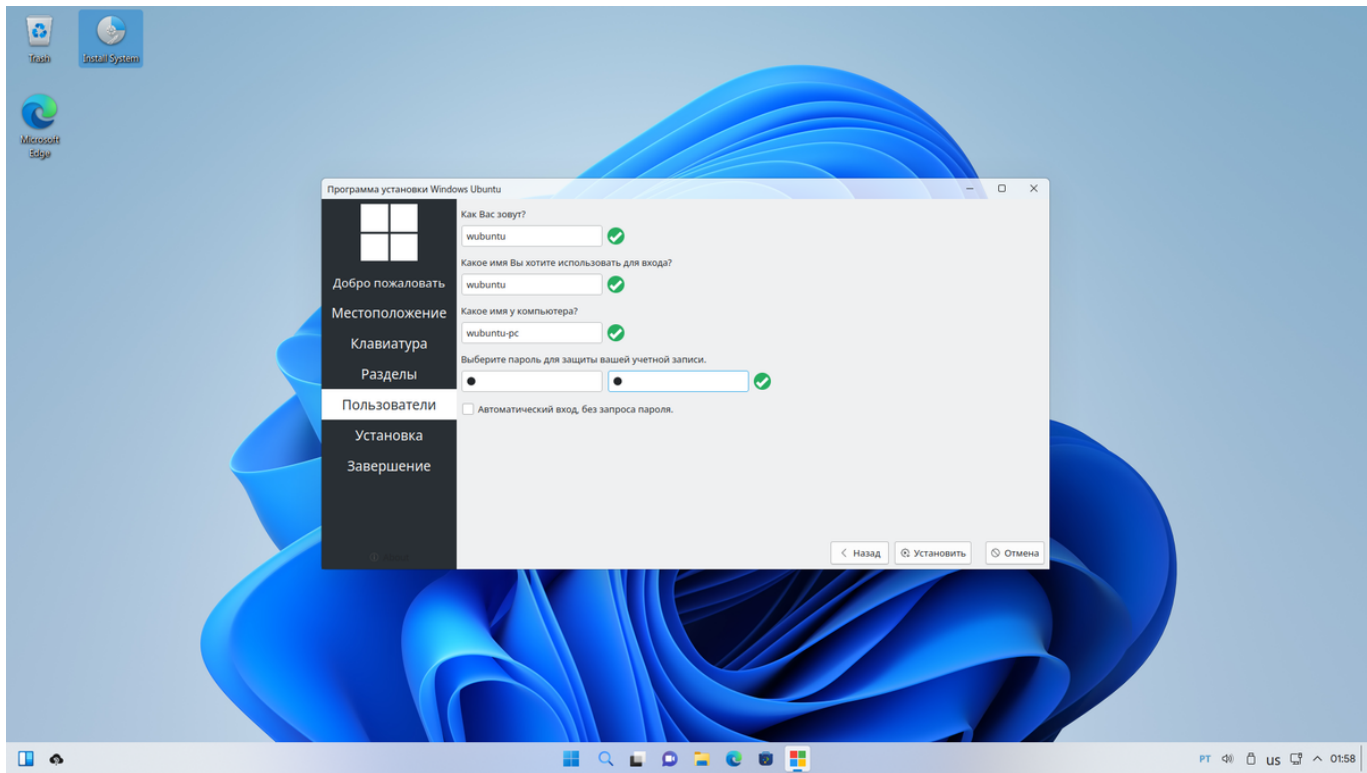 Trash
Install System
Microsoft
Edge
Программа установки Windows Ubuntu
Добро пожаловать
Местоположение
Клавиатура
Разделы
Пользователи
Установка
Завершение
Как Вас зовут?
wubuntu
Какое имя Вы хотите использовать для входа?
wubuntu
Какое имя у компьютера?
wubuntu-pc
Выберите пароль для защиты вашей учетной записи.
Автоматический вход, без запроса пароля.
Назад
Установить
Отмена
PT
US
01:58